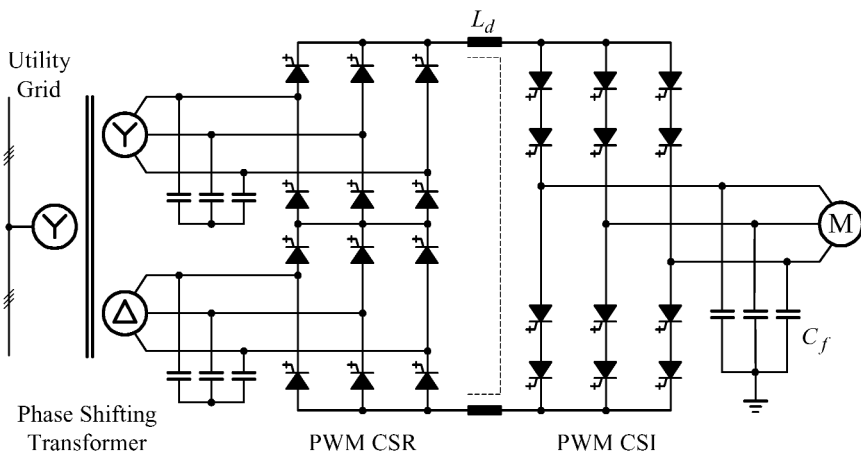 L_d
Utility
Grid
M
C_f
Phase Shifting
Transformer
PWM CSR
PWM CSI